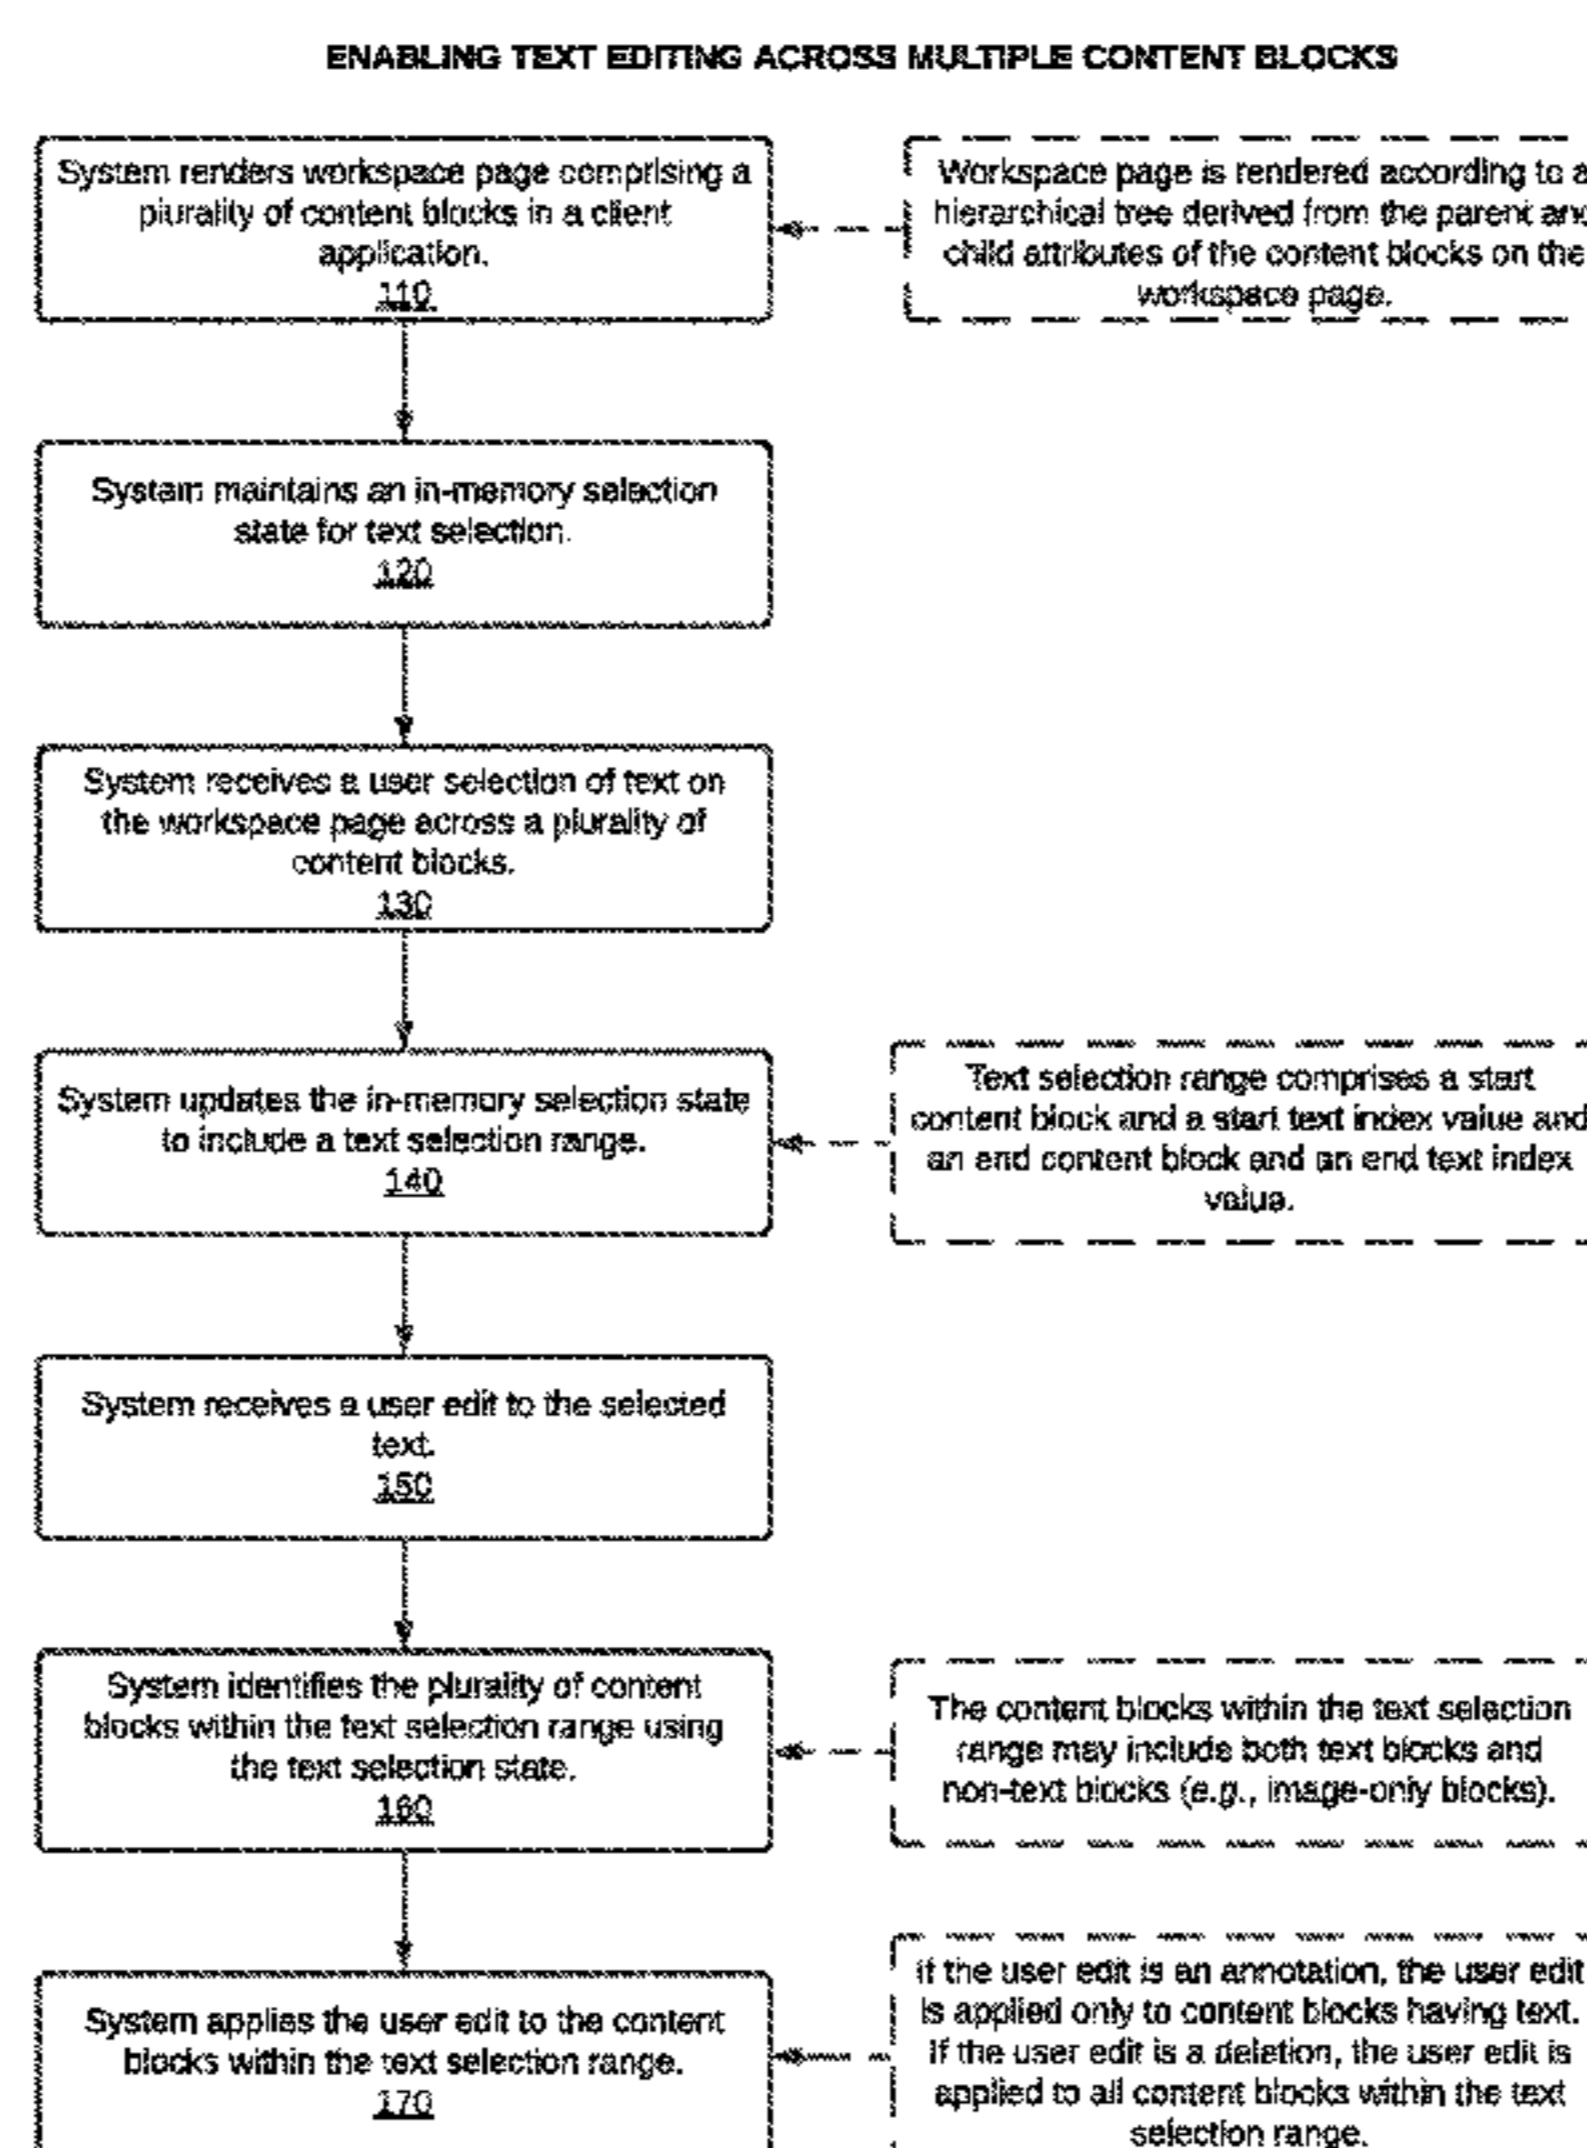 ENABLING TEXT EDITING ACROSS MULTIPLE CONTENT BLOCKS
System renders workspace page comprising a
plurality of content blocks in a client
application.
110
Workspace page is rendered according to a
hierarchical tree derived from the parent and
child attributes of the content blocks on the
workspace page.
System maintains an in-memory selection
state for text selection.
120
System receives a user selection of text on
the workspace page across a plurality of
content blocks.
130
System updates the in-memory selection state
to include a text selection range.
140
Text selection range comprises a start
content block and a start text index value and
an end content block and an end text index
value.
System receives a user edit to the selected
text.
150
System identifies the plurality of content
blocks within the text selection range using
the text selection state.
160
The content blocks within the text selection
range may include both text blocks and
non-text blocks (e.g., image-only blocks).
System applies the user edit to the content
blocks within the text selection range.
170
If the user edit is an annotation, the user edit
is applied only to content blocks having text.
If the user edit is a deletion, the user edit is
applied to all content blocks within the text
selection range.